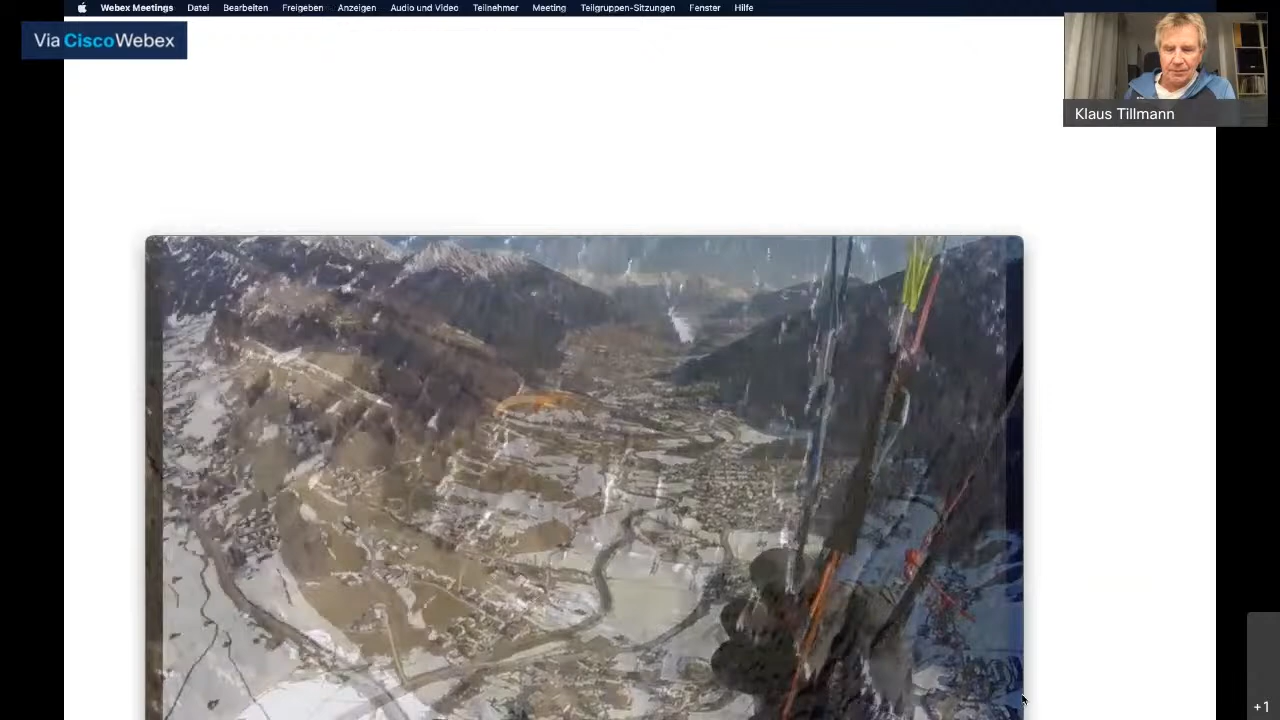 Webex Meetings Datei Bearbeiten Freigeben Anzeigen Audio und Video Teilnehmer Meeting Teilgruppen-Sitzungen Fenster Hilfe
Via CiscoWebex
Klaus Tillmann
+1